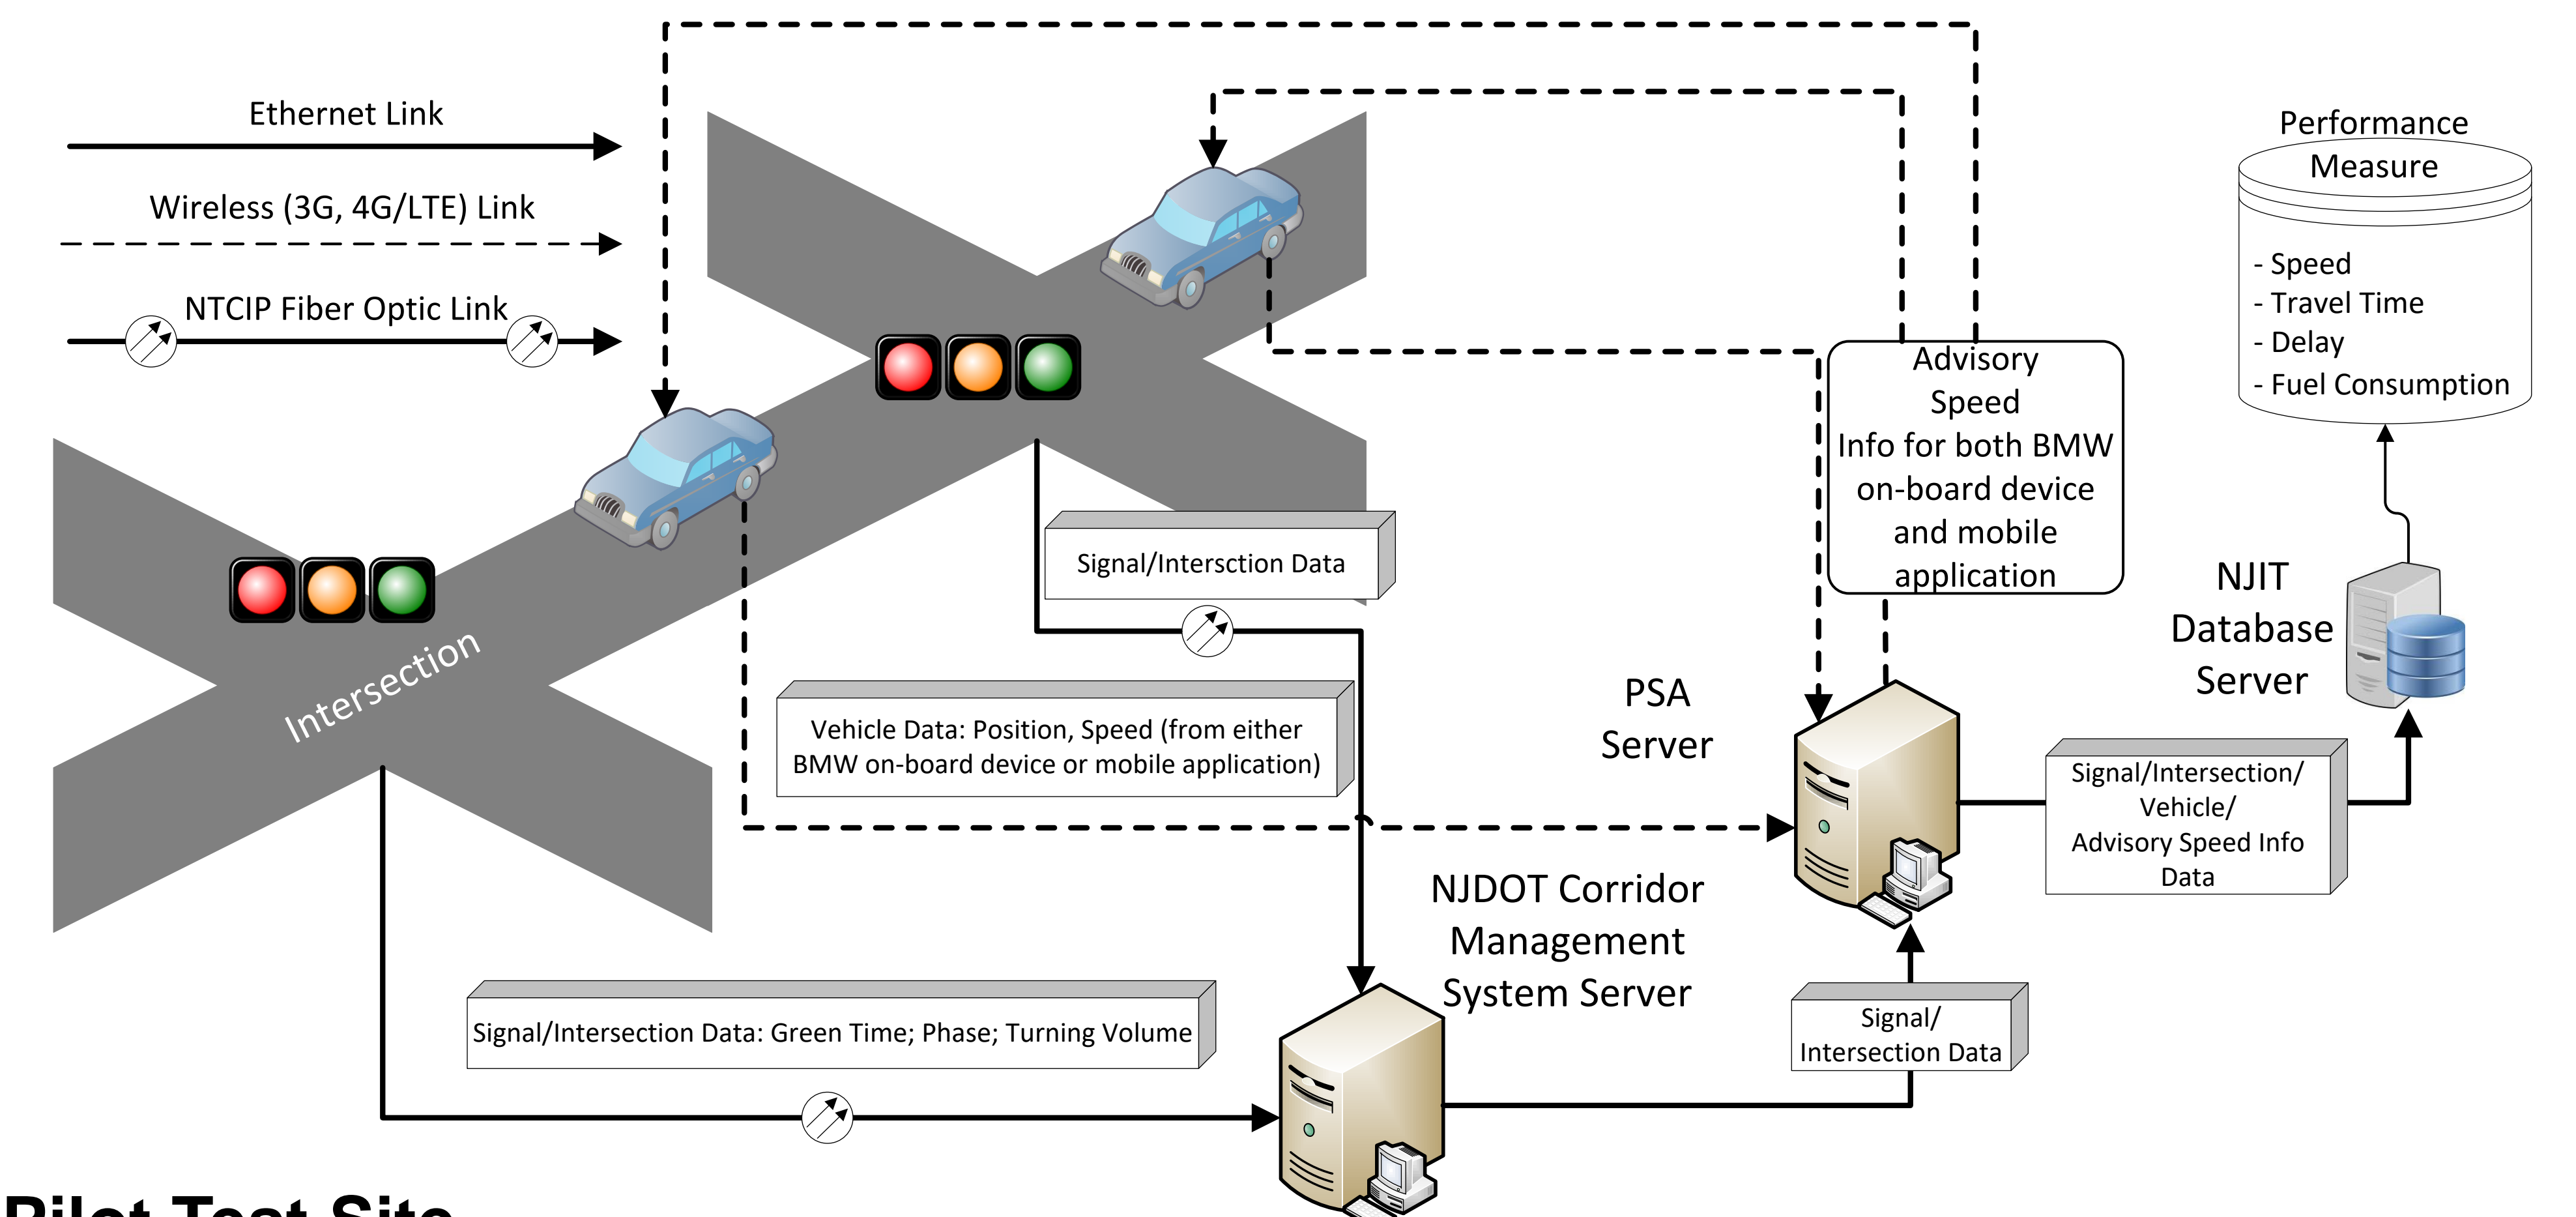 Ethernet Link
Wireless (3G, 4G/LTE) Link
NTCIP Fiber Optic Link
Performance
Measure
- Speed
- Travel Time
- Delay
- Fuel Consumption
Advisory
Speed
Info for both BMW
on-board device
and mobile
application
Signal/Intersction Data
NJIT
Database
Server
Intersection
Vehicle Data: Position, Speed (from either
BMW on-board device or mobile application)
PSA
Server
Signal/Intersection/
Vehicle/
Advisory Speed Info
Data
NJDOT Corridor
Management
System Server
Signal/Intersection Data: Green Time; Phase; Turning Volume
Signal/
Intersection Data
Pilot Test Site